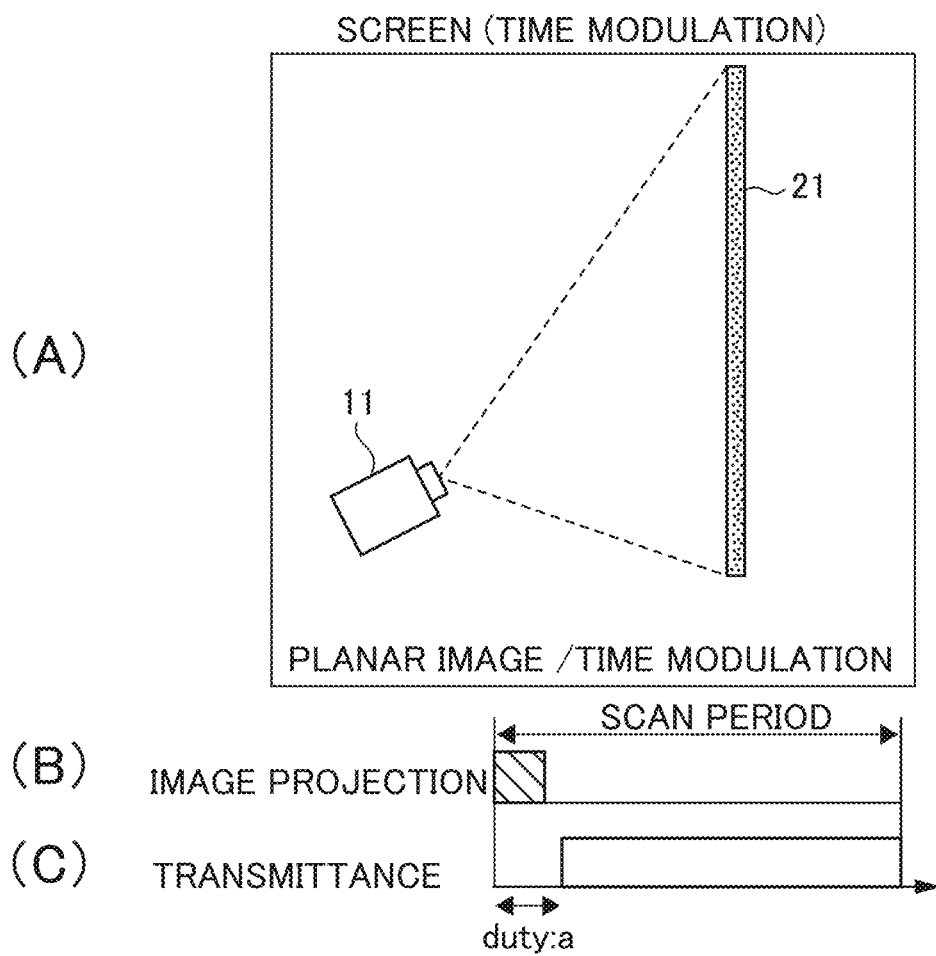 SCREEN (TIME MODULATION)
21
(A)
11
PLANAR IMAGE /TIME MODULATION
SCAN PERIOD
(B)
IMAGE PROJECTION
(C)
TRANSMITTANCE
duty:a